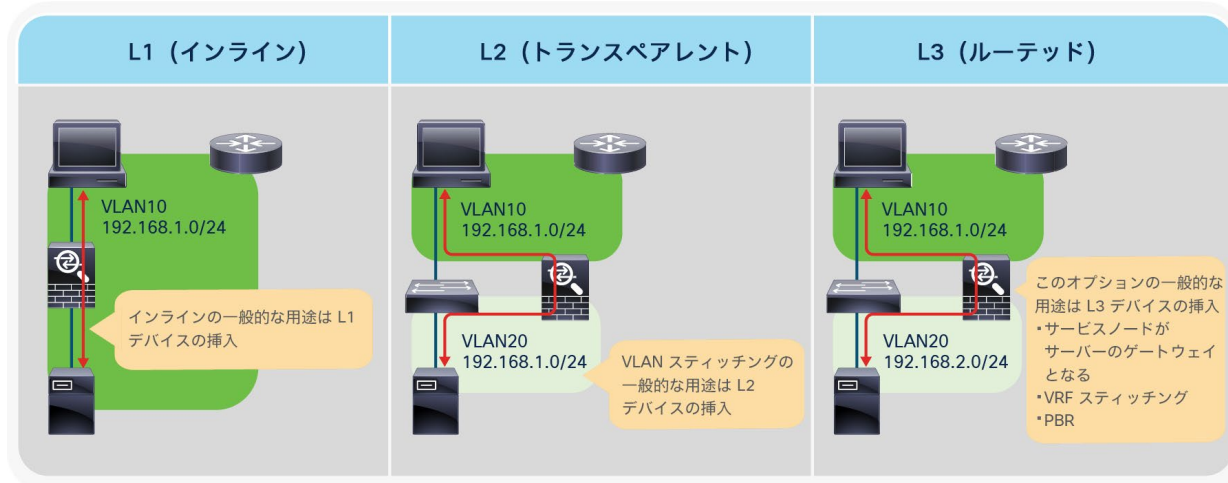 L1（インライン）
VLAN10
192.168.1.0/24
インラインの一般的な用途は L1
デバイスの挿入
L2（トランスペアレント）
VLAN10
192.168.1.0/24
VLAN20
192.168.1.0/24
VLAN スティッチングの
一般的な用途は L2
デバイスの挿入
L3（ルーテッド）
VLAN10
192.168.1.0/24
VLAN20
192.168.2.0/24
このオプションの一般的な
用途は L3 デバイスの挿入
・サービスノードが
サーバーのゲートウェイ
となる
・VRF スティッチング
・PBR